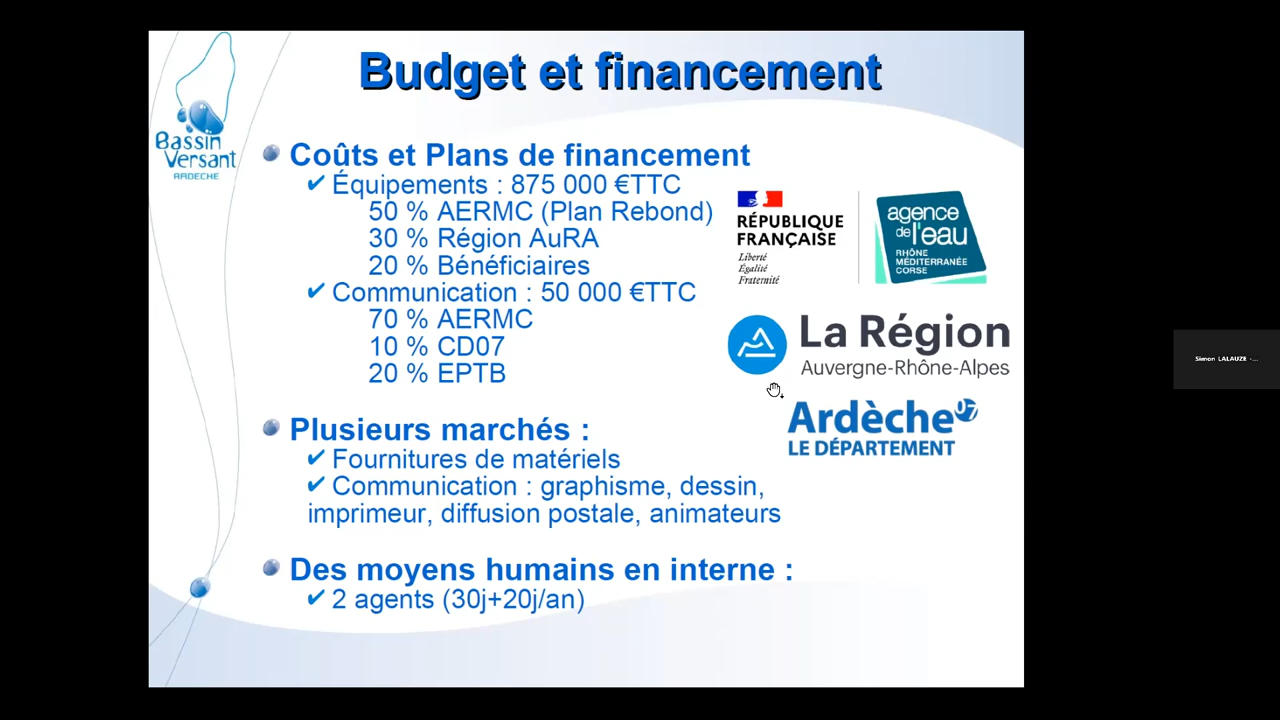 Budget et financement
Bassin
Versant
ARDECHE
Coûts et Plans de financement
✔ Équipements : 875 000 €TTC
50 % AERMC (Plan Rebond)
30 % Région AuRA
20 % Bénéficiaires
✔ Communication : 50 000 €TTC
70 % AERMC
10 % CD07
20 % EPTB
RÉPUBLIQUE
FRANÇAISE
Liberté
Égalité
Fraternité
agence
de l'eau
RHÔNE
MÉDITERRANÉE
CORSE
La Région
Auvergne-Rhône-Alpes
Ardèche07
LE DÉPARTEMENT
Simon LALAUZE -...
Plusieurs marchés :
✔ Fournitures de matériels
✔ Communication : graphisme, dessin,
imprimeur, diffusion postale, animateurs
Des moyens humains en interne :
✔ 2 agents (30j+20j/an)